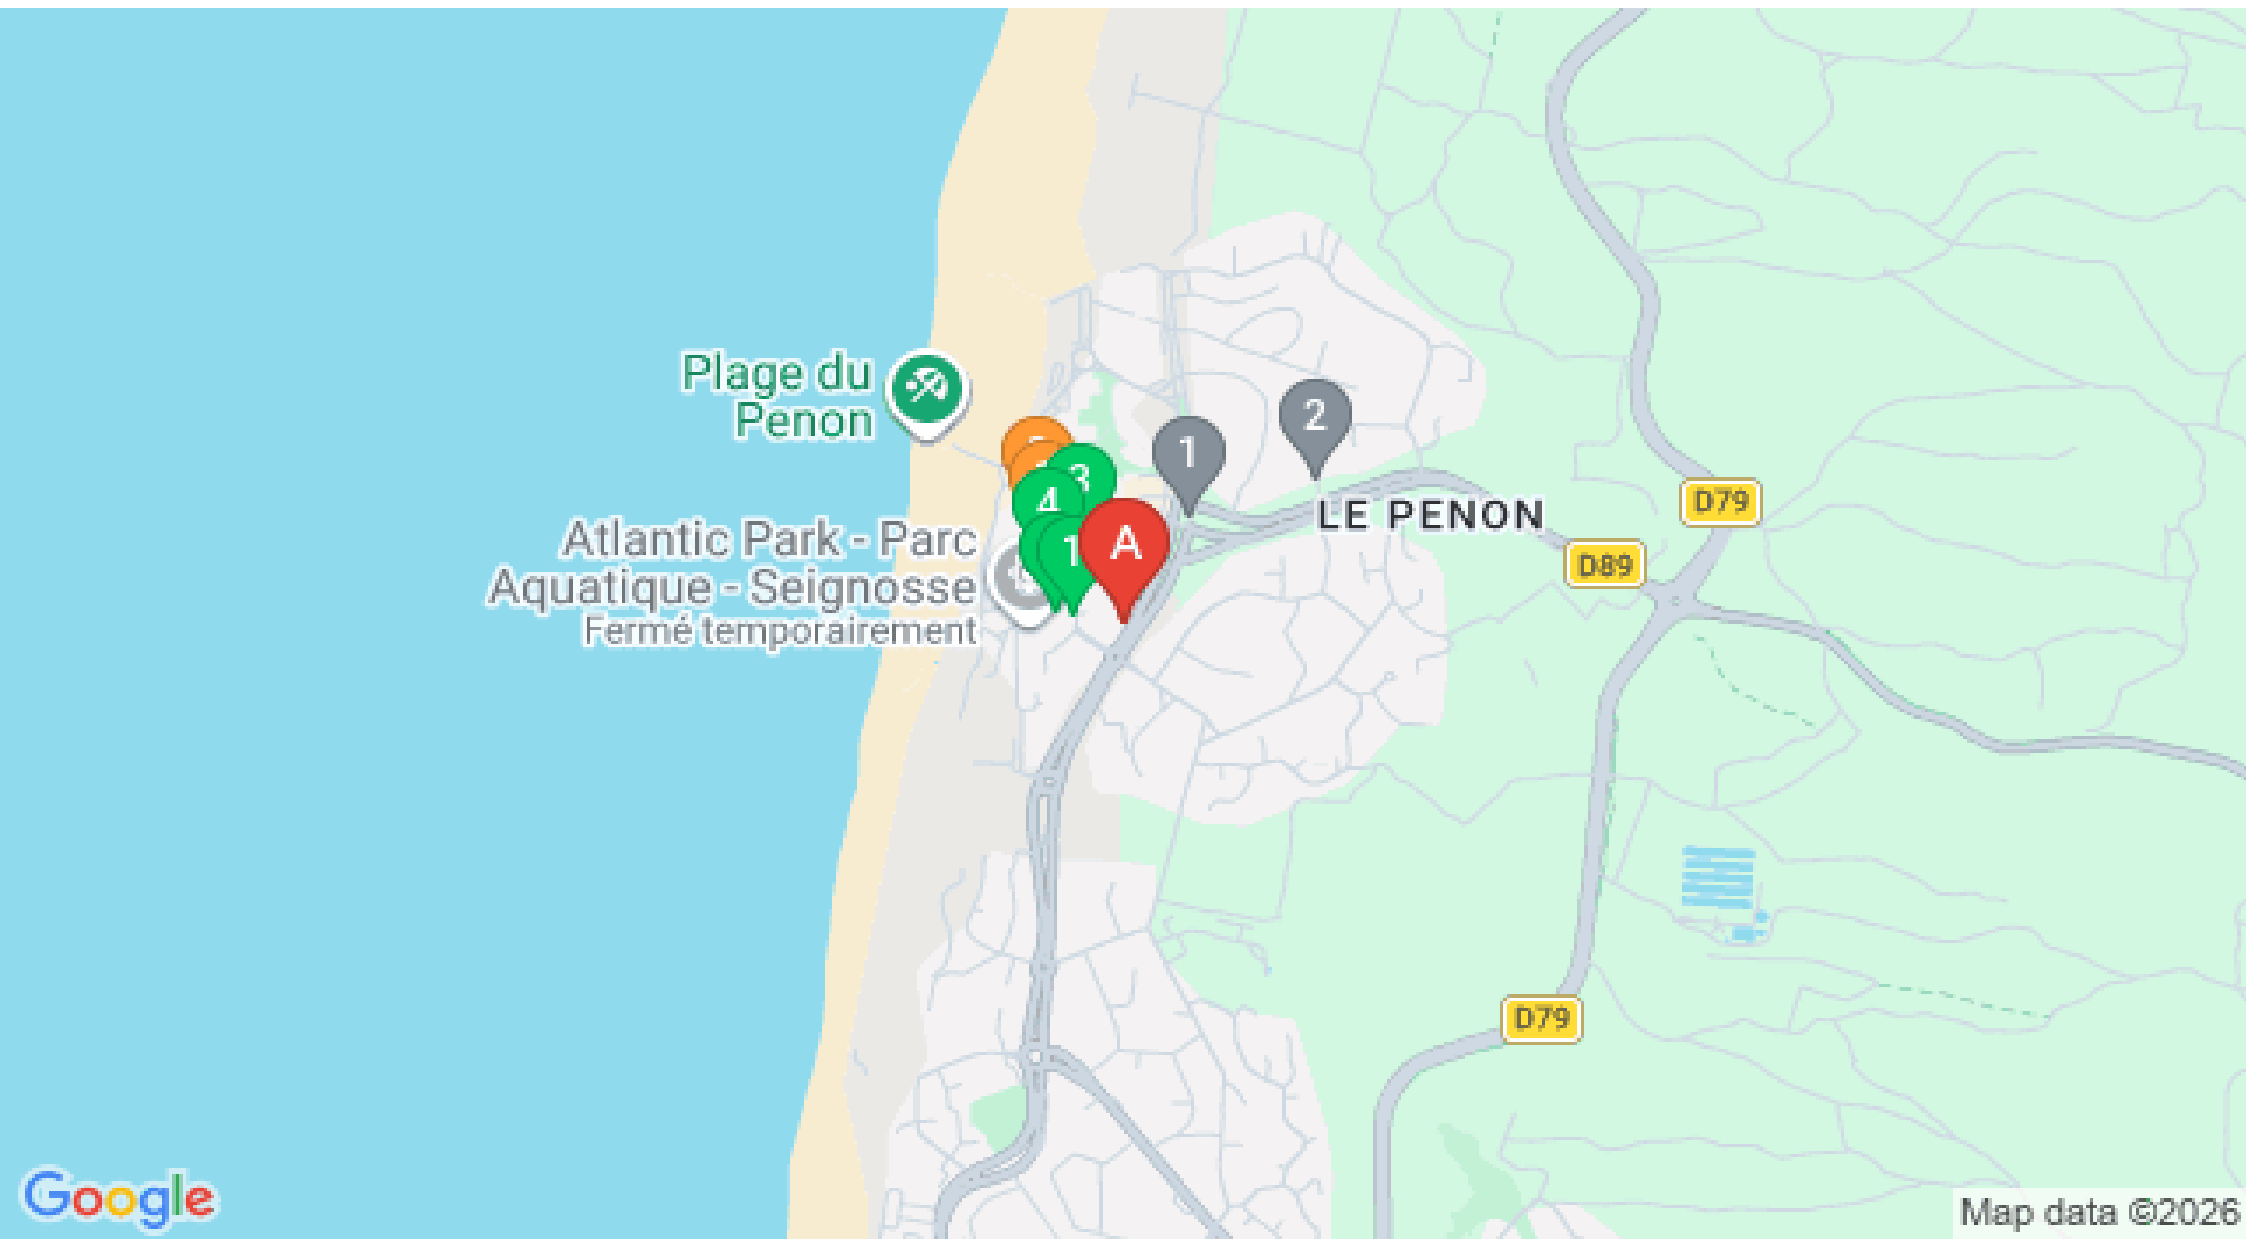 Plage du
Penon
2
1
3
4
1
A
LE PENON
D79
Atlantic Park - Parc
Aquatique - Seignosse
Fermé temporairement
D89
D79
Google
Map data ©2026